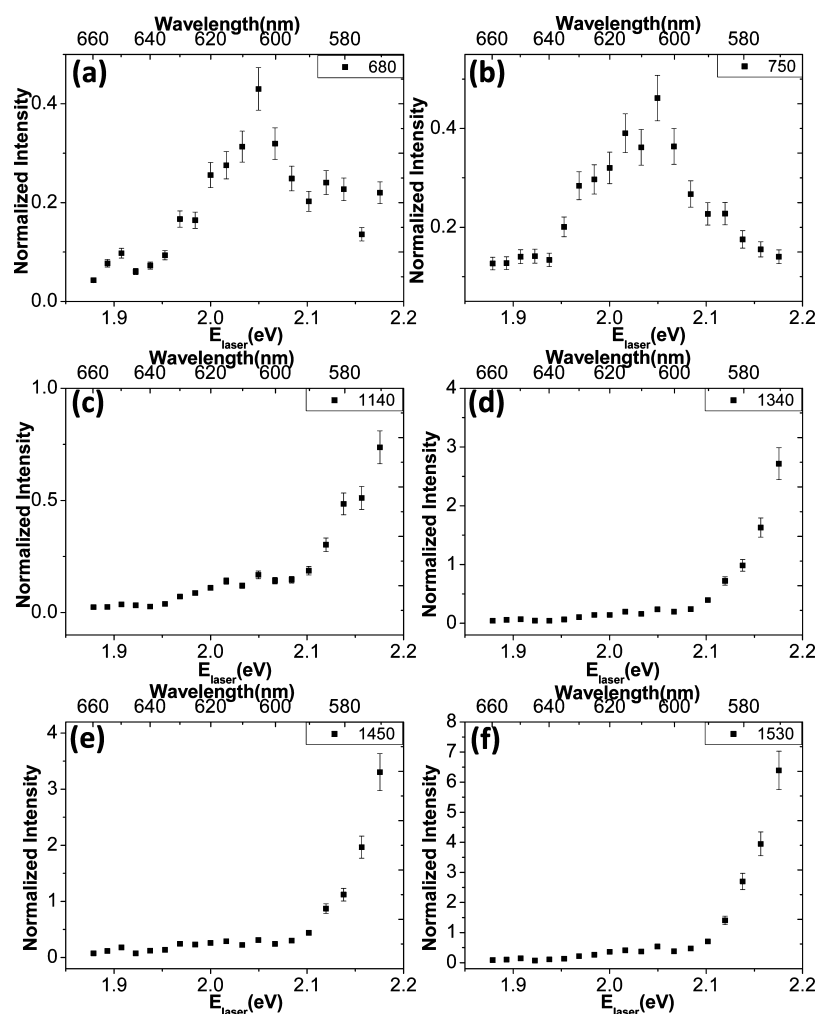 Wavelength(nm)
660 640 620 600 580
(a)
680
Normalized Intensity
0.4
0.2
0.0
1.9 2.0 2.1 2.2
E_laser(eV)
Wavelength(nm)
660 640 620 600 580
(b)
750
Normalized Intensity
0.4
0.2
1.9 2.0 2.1 2.2
E_laser(eV)
Wavelength(nm)
660 640 620 600 580
(c)
1140
Normalized Intensity
1.0
0.5
0.0
1.9 2.0 2.1 2.2
E_laser(eV)
Wavelength(nm)
660 640 620 600 580
(d)
1340
Normalized Intensity
4
3
2
1
0
1.9 2.0 2.1 2.2
E_laser(eV)
Wavelength(nm)
660 640 620 600 580
(e)
1450
Normalized Intensity
4
3
2
1
0
1.9 2.0 2.1 2.2
E_laser(eV)
Wavelength(nm)
660 640 620 600 580
(f)
1530
Normalized Intensity
8
7
6
5
4
3
2
1
0
1.9 2.0 2.1 2.2
E_laser(eV)